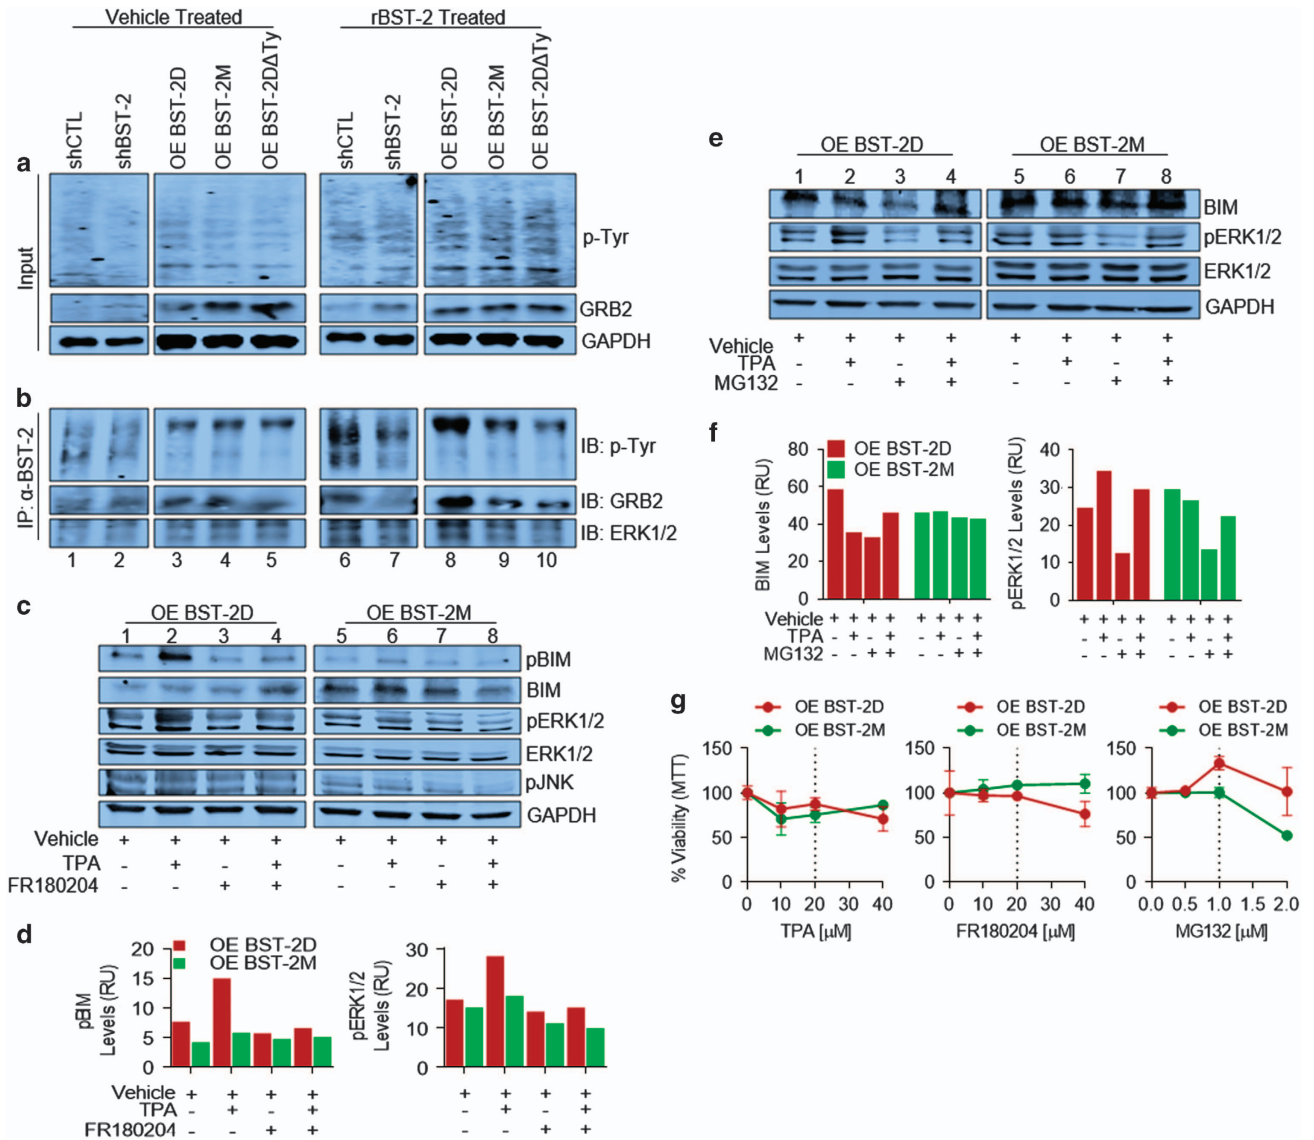 Vehicle Treated
rBST-2 Treated
shCTL
shBST-2
OE BST-2D
OE BST-2M
OE BST-2DΔTy
shCTL
shBST-2
OE BST-2D
OE BST-2M
OE BST-2DΔTy
a
Input
p-Tyr
GRB2
GAPDH
b
IP: α-BST-2
IB: p-Tyr
IB: GRB2
IB: ERK1/2
1 2 3 4 5 6 7 8 9 10
c
OE BST-2D OE BST-2M
1 2 3 4 5 6 7 8
pBIM
BIM
pERK1/2
ERK1/2
pJNK
GAPDH
Vehicle + + + + + + + +
TPA - + - + - + - +
FR180204 - - + + - - + +
d
OE BST-2D
OE BST-2M
pBIM
Levels (RU)
20
15
10
5
0
pERK1/2
Levels (RU)
30
20
10
0
Vehicle + + + + + + + +
TPA - + - + - + - +
FR180204 - - + + - - + +
e
OE BST-2D OE BST-2M
1 2 3 4 5 6 7 8
BIM
pERK1/2
ERK1/2
GAPDH
Vehicle + + + + + + + +
TPA - + - + - + - +
MG132 - - + + - - + +
f
OE BST-2D
OE BST-2M
BIM Levels (RU)
80
60
40
20
0
pERK1/2 Levels (RU)
40
30
20
10
0
Vehicle + + + + + + + + + + + + + + + +
TPA - + - + - + - + - + - + - + - +
MG132 - - + + - - + + - - + + - - + +
g
OE BST-2D
OE BST-2M
OE BST-2D
OE BST-2M
OE BST-2D
OE BST-2M
% Viability (MTT)
150
100
50
0
0 10 20 30 40
TPA [µM]
150
100
50
0
0 10 20 30 40
FR180204 [µM]
150
100
50
0
0.0 0.5 1.0 1.5 2.0
MG132 [µM]